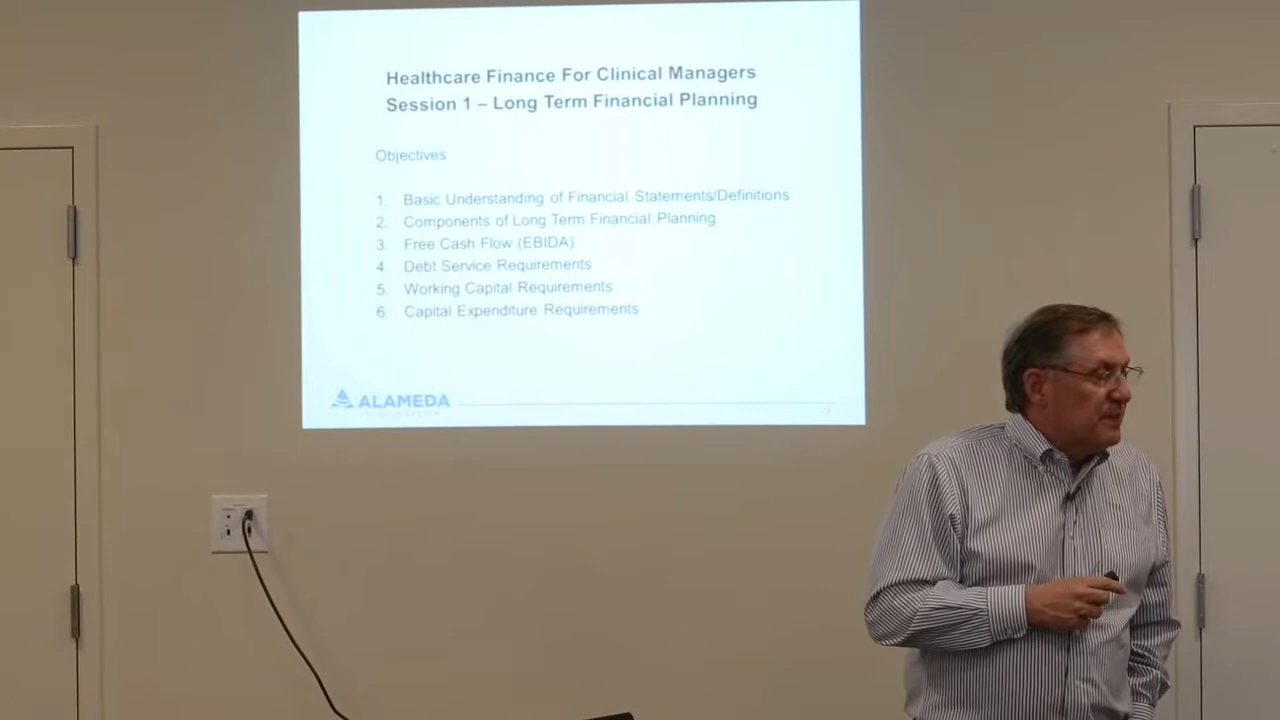 Healthcare Finance For Clinical Managers
Session 1 – Long Term Financial Planning
Objectives
1. Basic Understanding of Financial Statements/Definitions
2. Components of Long Term Financial Planning
3. Free Cash Flow (EBIDA)
4. Debt Service Requirements
5. Working Capital Requirements
6. Capital Expenditure Requirements
ALAMEDA